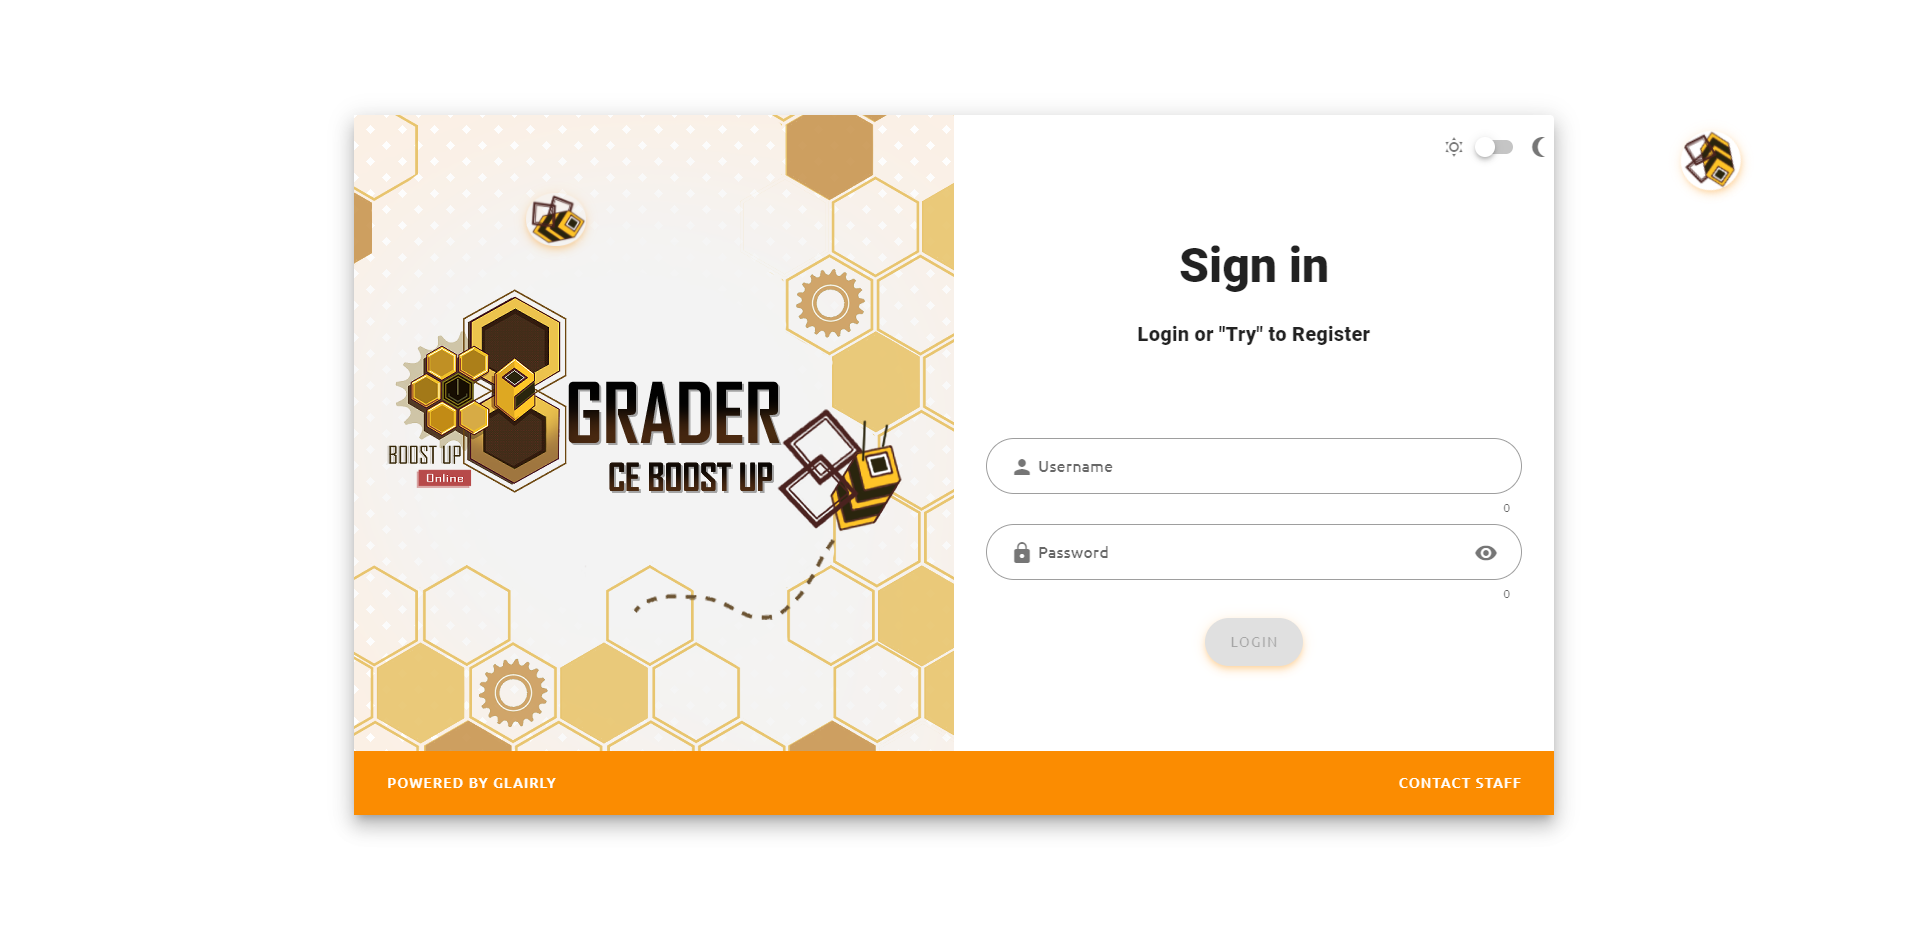 BOOST UP
Online
GRADER
CE BOOST UP
Sign in
Login or "Try" to Register
Username
0
Password
0
LOGIN
POWERED BY GLAIRLY
CONTACT STAFF